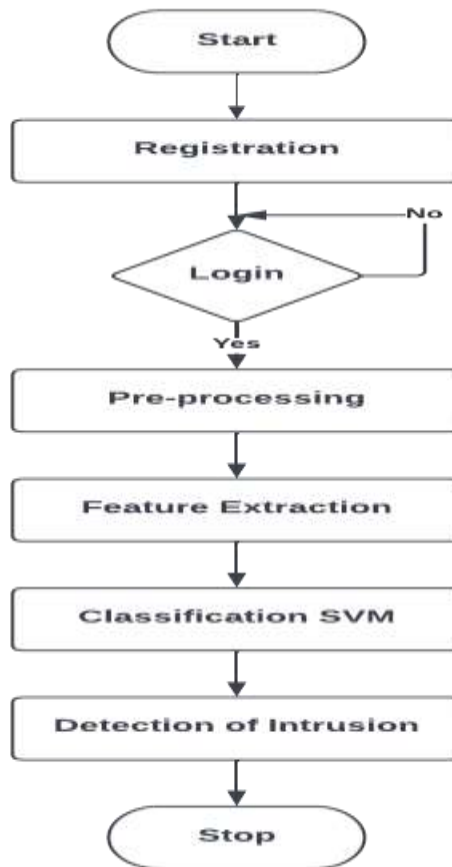 Start
Registration
No
Login
Yes
Pre-processing
Feature Extraction
Classification SVM
Detection of Intrusion
Stop